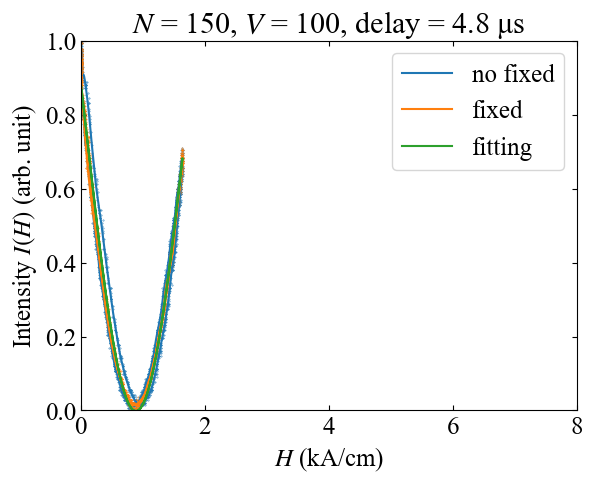 N = 150, V = 100, delay = 4.8 μs
Intensity I(H) (arb. unit)
1.0
0.8
0.6
0.4
0.2
0.0
no fixed
fixed
fitting
0 2 4 6 8
H (kA/cm)